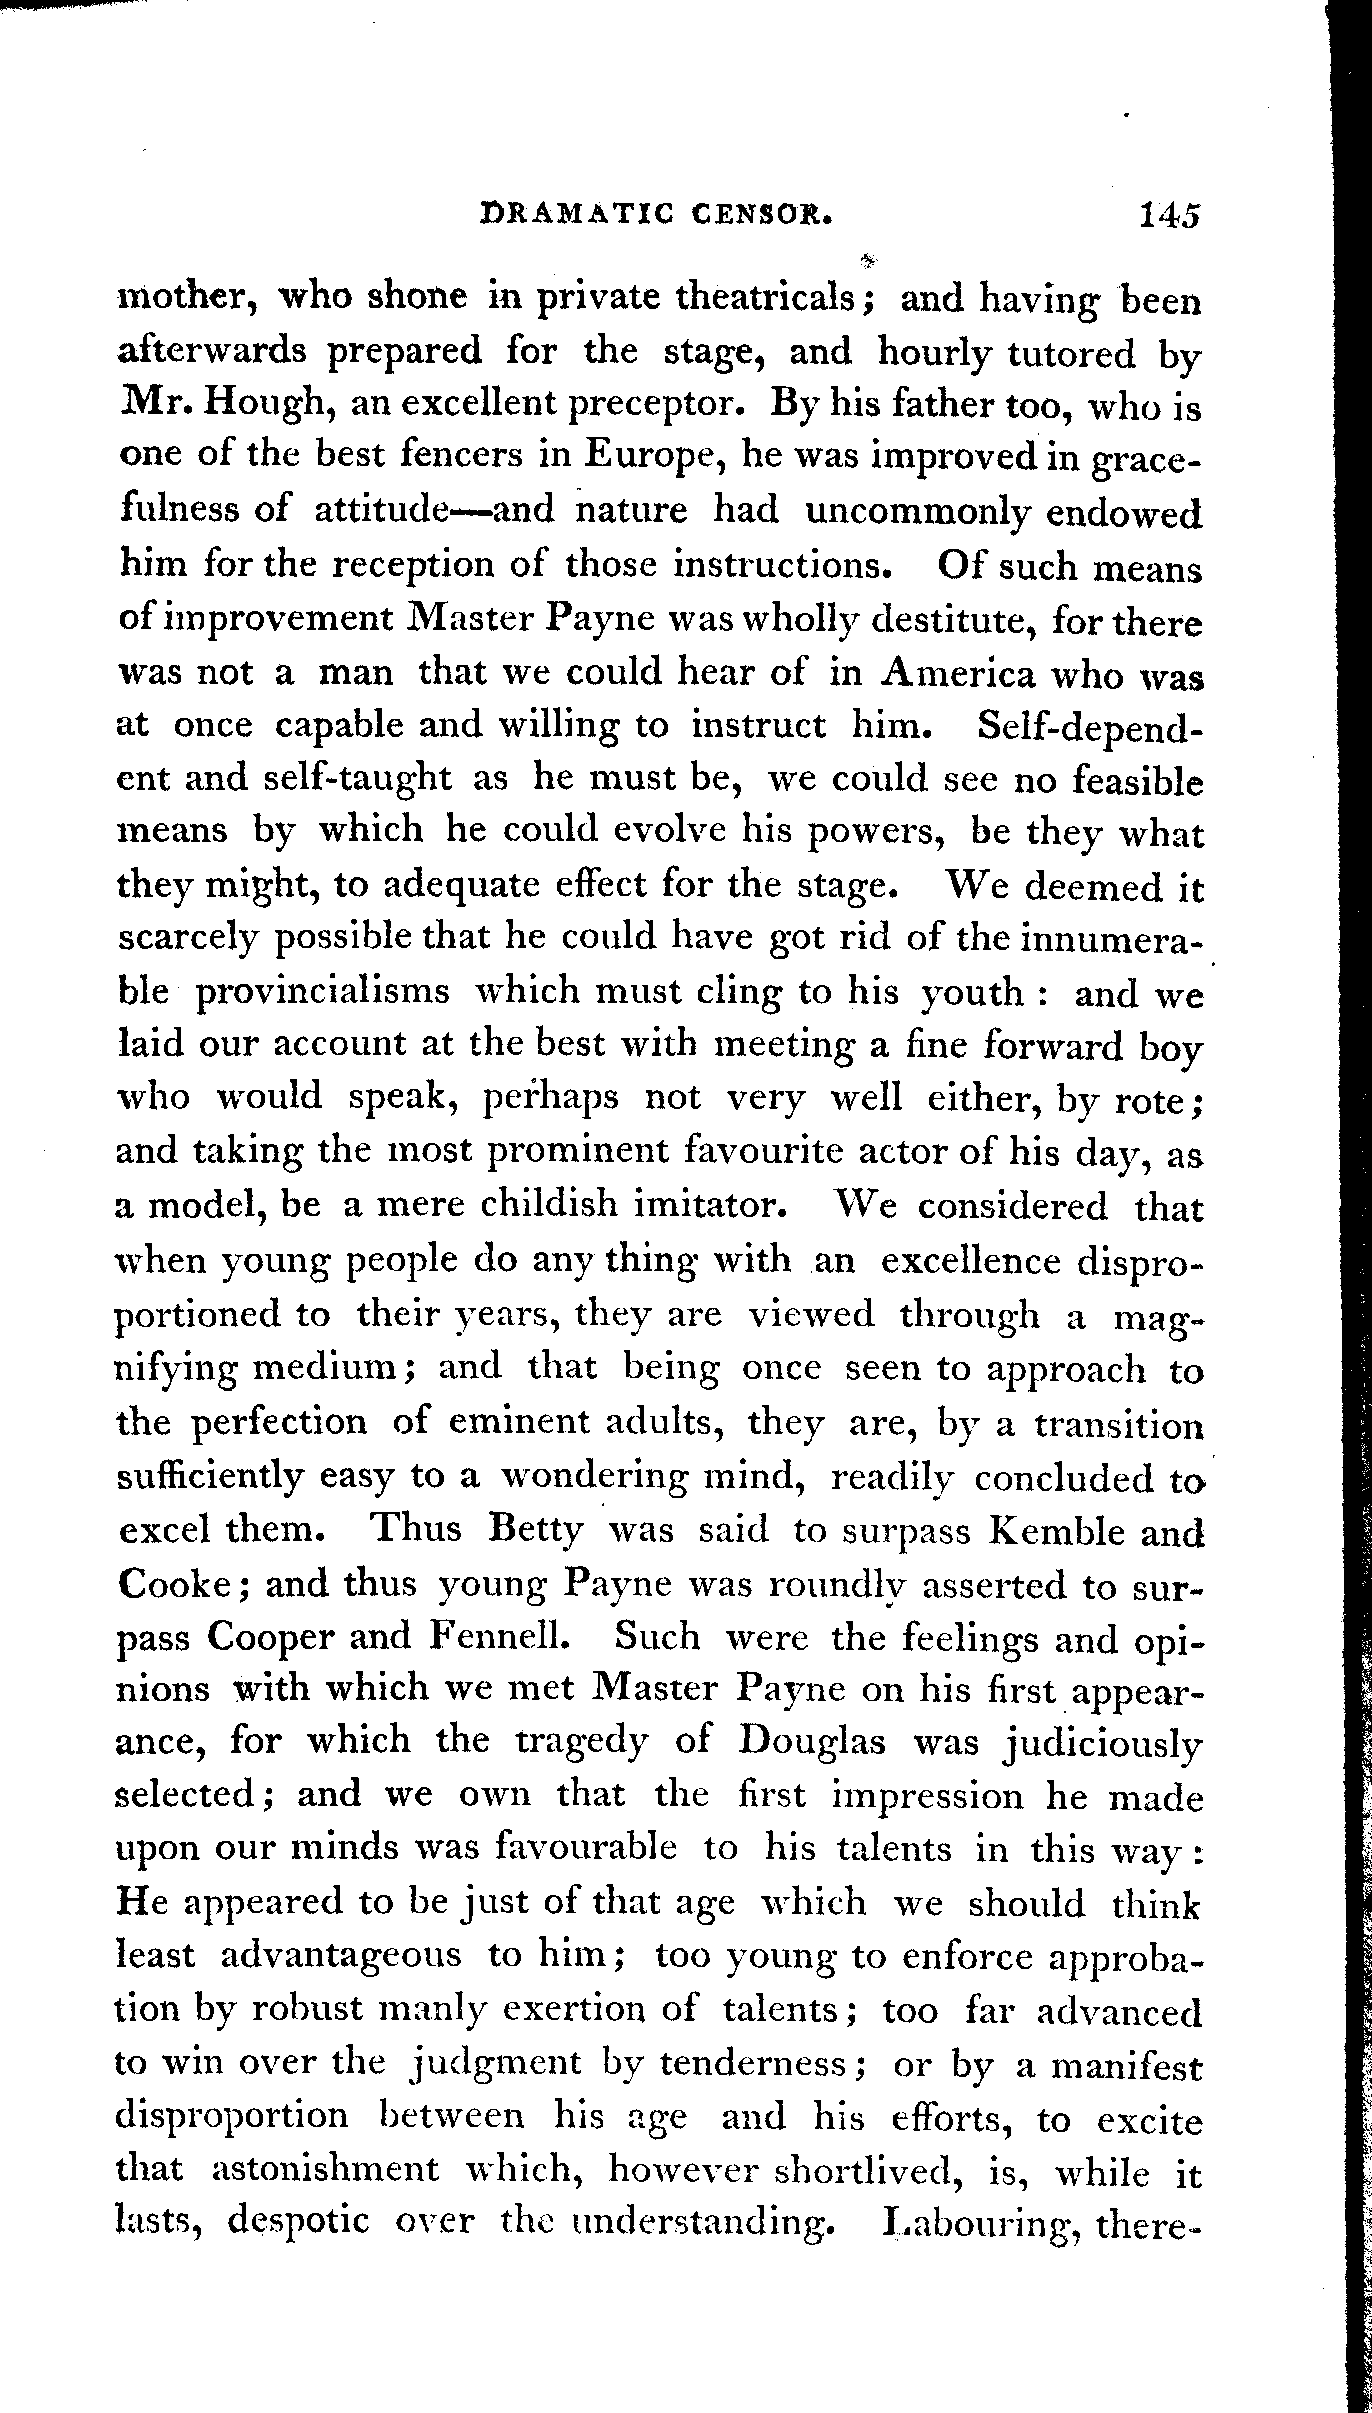 DRAMATIC CENSOR. 145
mother, who shone in private theatricals; and having been
afterwards prepared for the stage, and hourly tutored by
Mr. Hough, an excellent preceptor. By his father too, who is
one of the best fencers in Europe, he was improved in grace-
fulness of attitude—and nature had uncommonly endowed
him for the reception of those instructions. Of such means
of improvement Master Payne was wholly destitute, for there
was not a man that we could hear of in America who was
at once capable and willing to instruct him. Self-depend-
ent and self-taught as he must be, we could see no feasible
means by which he could evolve his powers, be they what
they might, to adequate effect for the stage. We deemed it
scarcely possible that he could have got rid of the innumera-
ble provincialisms which must cling to his youth : and we
laid our account at the best with meeting a fine forward boy
who would speak, perhaps not very well either, by rote;
and taking the most prominent favourite actor of his day, as
a model, be a mere childish imitator. We considered that
when young people do any thing with an excellence dispro-
portioned to their years, they are viewed through a mag-
nifying medium; and that being once seen to approach to
the perfection of eminent adults, they are, by a transition
sufficiently easy to a wondering mind, readily concluded to
excel them. Thus Betty was said to surpass Kemble and
Cooke; and thus young Payne was roundly asserted to sur-
pass Cooper and Fennell. Such were the feelings and opi-
nions with which we met Master Payne on his first appear-
ance, for which the tragedy of Douglas was judiciously
selected; and we own that the first impression he made
upon our minds was favourable to his talents in this way :
He appeared to be just of that age which we should think
least advantageous to him; too young to enforce approba-
tion by robust manly exertion of talents; too far advanced
to win over the judgment by tenderness; or by a manifest
disproportion between his age and his efforts, to excite
that astonishment which, however shortlived, is, while it
lasts, despotic over the understanding. Labouring, there-